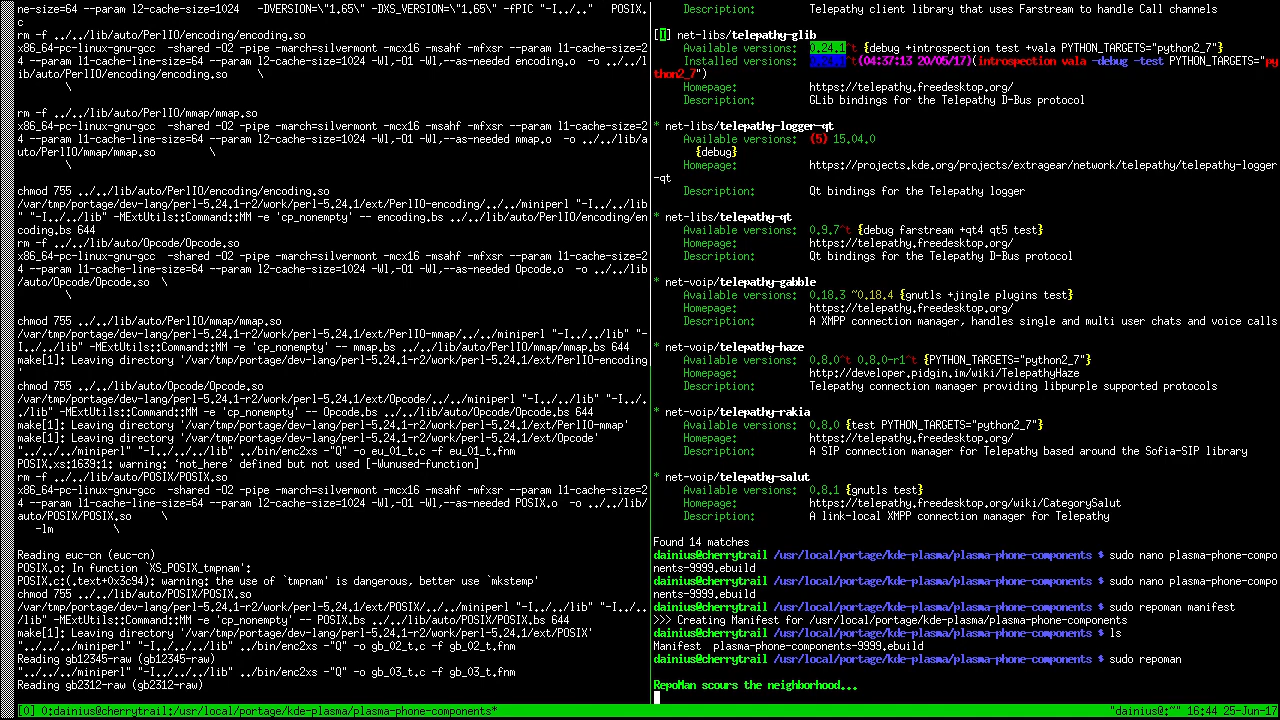 ne-size=64 --param l2-cache-size=1024   -DVERSION=\"1.65\" -DXS_VERSION=\"1.65\" -fPIC "-I../.."   POSIX.
c
rm -f ../../lib/auto/PerlIO/encoding/encoding.so
x86_64-pc-linux-gnu-gcc  -shared -O2 -pipe -march=silvermont -mcx16 -msahf -mfxsr --param l1-cache-size=2
4 --param l1-cache-line-size=64 --param l2-cache-size=1024 -Wl,-O1 -Wl,--as-needed encoding.o  -o ../../l
ib/auto/PerlIO/encoding/encoding.so     \
\
rm -f ../../lib/auto/PerlIO/mmap/mmap.so
x86_64-pc-linux-gnu-gcc  -shared -O2 -pipe -march=silvermont -mcx16 -msahf -mfxsr --param l1-cache-size=2
4 --param l1-cache-line-size=64 --param l2-cache-size=1024 -Wl,-O1 -Wl,--as-needed mmap.o  -o ../../lib/a
uto/PerlIO/mmap/mmap.so         \
\
chmod 755 ../../lib/auto/PerlIO/encoding/encoding.so
/var/tmp/portage/dev-lang/perl-5.24.1-r2/work/perl-5.24.1/ext/PerlIO-encoding/../../miniperl "-I../../lib
" "-I../../lib" -MExtUtils::Command::MM -e 'cp_nonempty' -- encoding.bs ../../lib/auto/PerlIO/encoding/en
coding.bs 644
rm -f ../../lib/auto/Opcode/Opcode.so
x86_64-pc-linux-gnu-gcc  -shared -O2 -pipe -march=silvermont -mcx16 -msahf -mfxsr --param l1-cache-size=2
4 --param l1-cache-line-size=64 --param l2-cache-size=1024 -Wl,-O1 -Wl,--as-needed Opcode.o  -o ../../lib
/auto/Opcode/Opcode.so  \
\
chmod 755 ../../lib/auto/PerlIO/mmap/mmap.so
/var/tmp/portage/dev-lang/perl-5.24.1-r2/work/perl-5.24.1/ext/PerlIO-mmap/../../miniperl "-I../../lib" "-
I../../lib" -MExtUtils::Command::MM -e 'cp_nonempty' -- mmap.bs ../../lib/auto/PerlIO/mmap/mmap.bs 644
make[1]: Leaving directory '/var/tmp/portage/dev-lang/perl-5.24.1-r2/work/perl-5.24.1/ext/PerlIO-encoding
'
chmod 755 ../../lib/auto/Opcode/Opcode.so
/var/tmp/portage/dev-lang/perl-5.24.1-r2/work/perl-5.24.1/ext/Opcode/../../miniperl "-I../../lib" "-I../.
./lib" -MExtUtils::Command::MM -e 'cp_nonempty' -- Opcode.bs ../../lib/auto/Opcode/Opcode.bs 644
make[1]: Leaving directory '/var/tmp/portage/dev-lang/perl-5.24.1-r2/work/perl-5.24.1/ext/PerlIO-mmap'
make[1]: Leaving directory '/var/tmp/portage/dev-lang/perl-5.24.1-r2/work/perl-5.24.1/ext/Opcode'
"../../miniperl" "-I../../lib" ../bin/enc2xs -"Q" -o eu_01_t.c -f eu_01_t.fnm
POSIX.xs:1639:1: warning: 'not_here' defined but not used [-Wunused-function]
rm -f ../../lib/auto/POSIX/POSIX.so
x86_64-pc-linux-gnu-gcc  -shared -O2 -pipe -march=silvermont -mcx16 -msahf -mfxsr --param l1-cache-size=2
4 --param l1-cache-line-size=64 --param l2-cache-size=1024 -Wl,-O1 -Wl,--as-needed POSIX.o  -o ../../lib/
auto/POSIX/POSIX.so     \
-lm          \
Reading euc-cn (euc-cn)
POSIX.o: In function `XS_POSIX_tmpnam':
POSIX.c:(.text+0x3c94): warning: the use of `tmpnam' is dangerous, better use `mkstemp'
chmod 755 ../../lib/auto/POSIX/POSIX.so
/var/tmp/portage/dev-lang/perl-5.24.1-r2/work/perl-5.24.1/ext/POSIX/../../miniperl "-I../../lib" "-I../..
/lib" -MExtUtils::Command::MM -e 'cp_nonempty' -- POSIX.bs ../../lib/auto/POSIX/POSIX.bs 644
make[1]: Leaving directory '/var/tmp/portage/dev-lang/perl-5.24.1-r2/work/perl-5.24.1/ext/POSIX'
"../../miniperl" "-I../../lib" ../bin/enc2xs -"Q" -o gb_02_t.c -f gb_02_t.fnm
Reading gb12345-raw (gb12345-raw)
"../../miniperl" "-I../../lib" ../bin/enc2xs -"Q" -o gb_03_t.c -f gb_03_t.fnm
Reading gb2312-raw (gb2312-raw)
Description:         Telepathy client library that uses Farstream to handle Call channels
[I] net-libs/telepathy-glib
Available versions:  0.24.1^t {debug +introspection test +vala PYTHON_TARGETS="python2_7"}
Installed versions:  0.24.1^t(04:37:13 20/05/17)(introspection vala -debug -test PYTHON_TARGETS="py
thon2_7")
Homepage:            https://telepathy.freedesktop.org/
Description:         GLib bindings for the Telepathy D-Bus protocol
* net-libs/telepathy-logger-qt
Available versions:  (5) 15.04.0
{debug}
Homepage:            https://projects.kde.org/projects/extragear/network/telepathy/telepathy-logger
-qt
Description:         Qt bindings for the Telepathy logger
* net-libs/telepathy-qt
Available versions:  0.9.7^t {debug farstream +qt4 qt5 test}
Homepage:            https://telepathy.freedesktop.org/
Description:         Qt bindings for the Telepathy D-Bus protocol
* net-voip/telepathy-gabble
Available versions:  0.18.3 ~0.18.4 {gnutls +jingle plugins test}
Homepage:            https://telepathy.freedesktop.org/
Description:         A XMPP connection manager, handles single and multi user chats and voice calls
* net-voip/telepathy-haze
Available versions:  0.8.0^t 0.8.0-r1^t {PYTHON_TARGETS="python2_7"}
Homepage:            http://developer.pidgin.im/wiki/TelepathyHaze
Description:         Telepathy connection manager providing libpurple supported protocols
* net-voip/telepathy-rakia
Available versions:  0.8.0 {test PYTHON_TARGETS="python2_7"}
Homepage:            https://telepathy.freedesktop.org/
Description:         A SIP connection manager for Telepathy based around the Sofia-SIP library
* net-voip/telepathy-salut
Available versions:  0.8.1 {gnutls test}
Homepage:            https://telepathy.freedesktop.org/wiki/CategorySalut
Description:         A link-local XMPP connection manager for Telepathy
Found 14 matches
dainius@cherrytrail /usr/local/portage/kde-plasma/plasma-phone-components $ sudo nano plasma-phone-compo
nents-9999.ebuild
dainius@cherrytrail /usr/local/portage/kde-plasma/plasma-phone-components $ sudo nano plasma-phone-compo
nents-9999.ebuild
dainius@cherrytrail /usr/local/portage/kde-plasma/plasma-phone-components $ sudo repoman manifest
>>> Creating Manifest for /usr/local/portage/kde-plasma/plasma-phone-components
dainius@cherrytrail /usr/local/portage/kde-plasma/plasma-phone-components $ ls
Manifest  plasma-phone-components-9999.ebuild
dainius@cherrytrail /usr/local/portage/kde-plasma/plasma-phone-components $ sudo repoman
RepoMan scours the neighborhood...
[0] 0:dainius@cherrytrail:/usr/local/portage/kde-plasma/plasma-phone-components*
"dainius@:~" 16:44 25-Jun-17